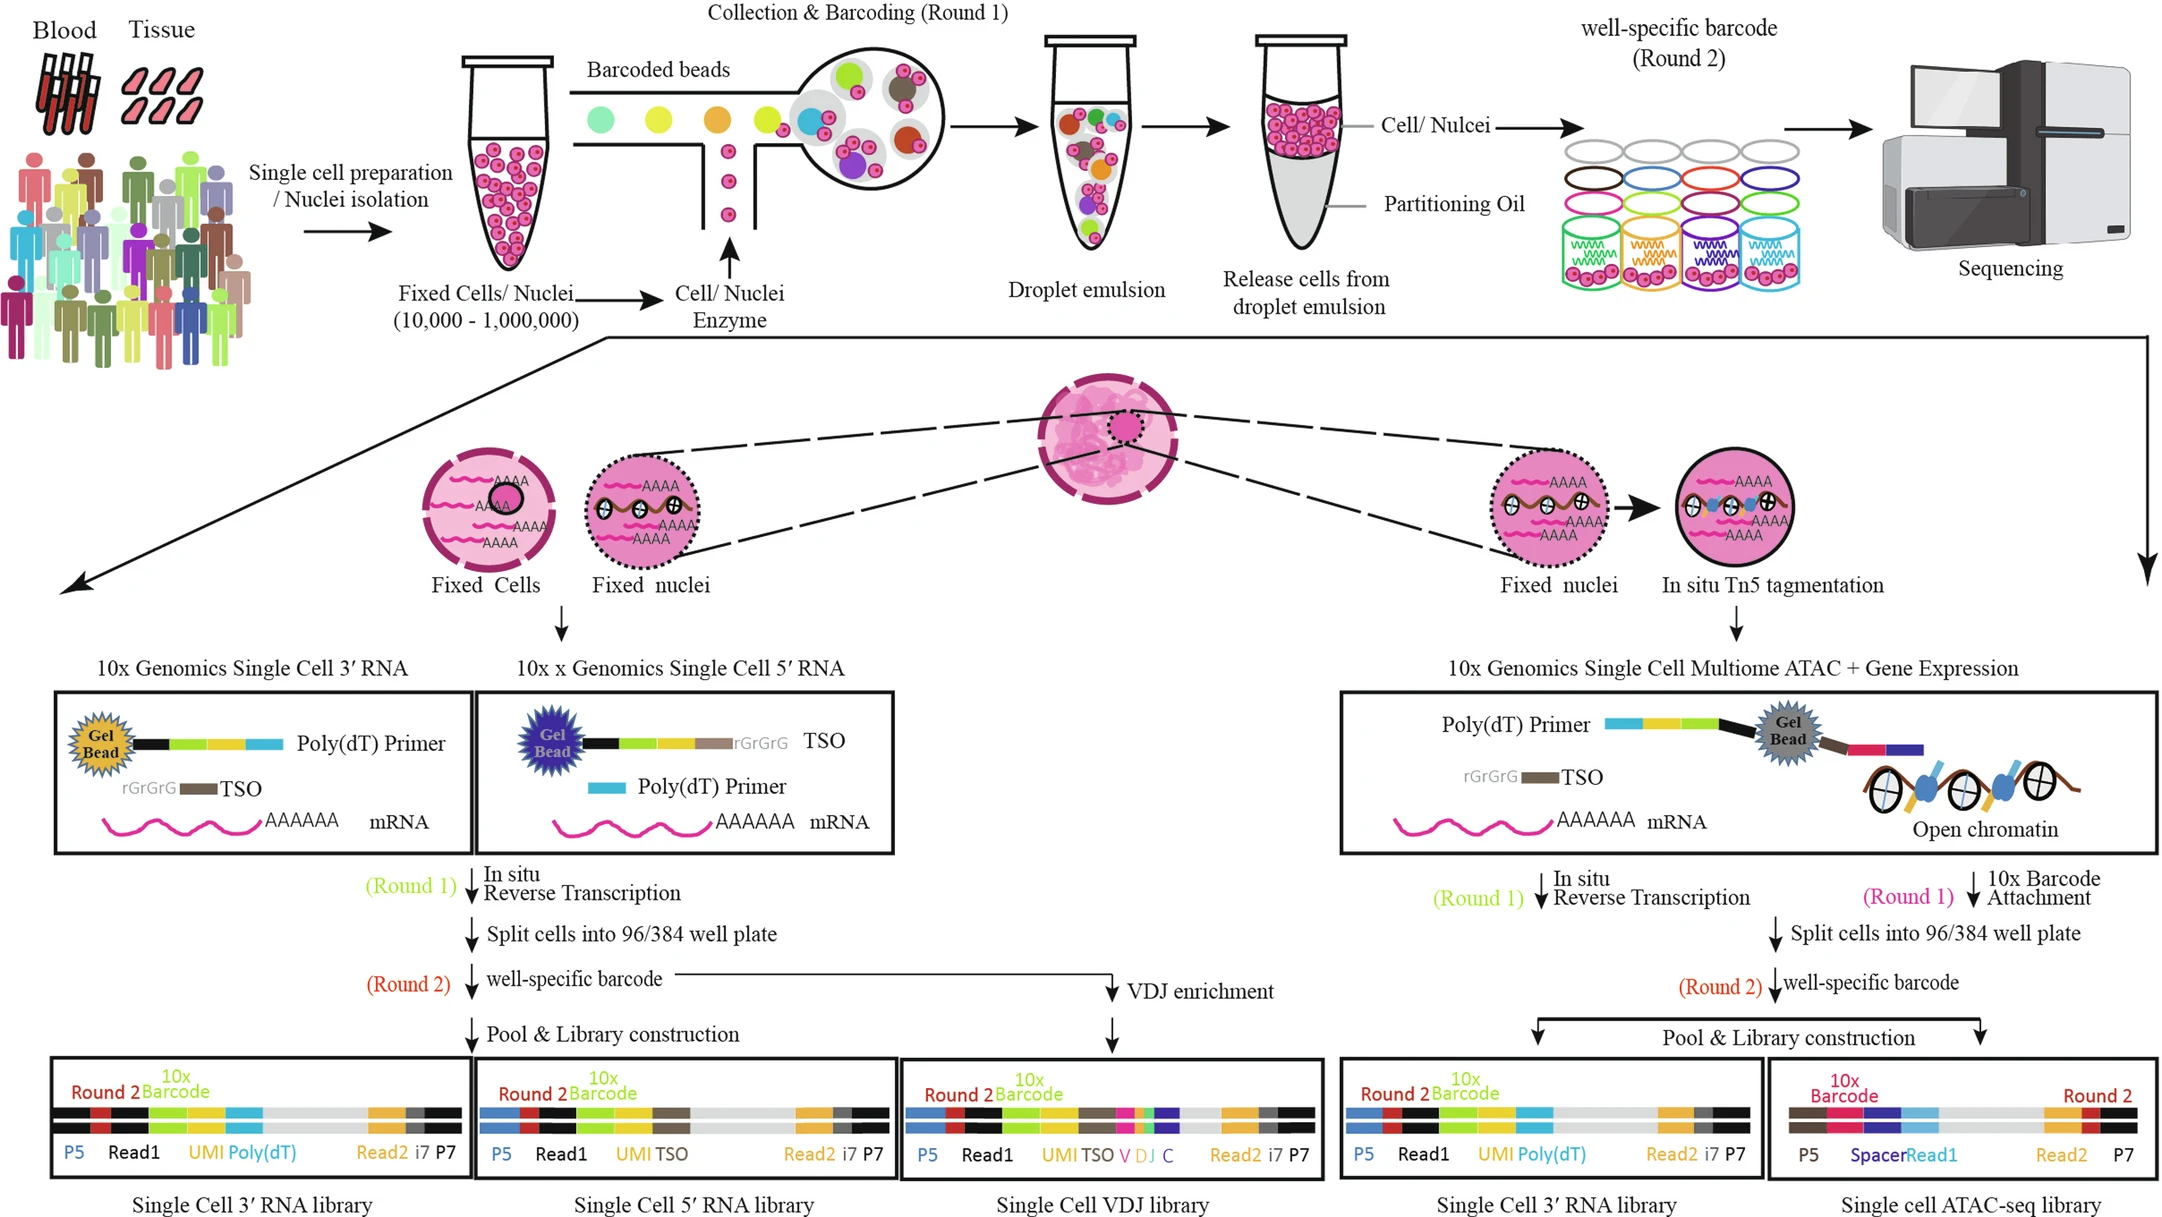 Blood
Tissue
Single cell preparation
/ Nuclei isolation
Fixed Cells/ Nuclei
(10,000 - 1,000,000)
Collection & Barcoding (Round 1)
Barcoded beads
Cell/ Nuclei
Enzyme
Droplet emulsion
Release cells from
droplet emulsion
Cell/ Nulcei
Partitioning Oil
well-specific barcode
(Round 2)
Sequencing
AAAA
AAAA
AAAA
AAAA
Fixed Cells
AAAA
AAAA
AAAA
Fixed nuclei
AAAA
AAAA
AAAA
Fixed nuclei
AAAA
AAAA
AAAA
In situ Tn5 tagmentation
10x Genomics Single Cell 3′ RNA
Gel
Bead
Poly(dT) Primer
rGrGrG TSO
AAAAAA mRNA
10x x Genomics Single Cell 5′ RNA
Gel
Bead
rGrGrG TSO
Poly(dT) Primer
AAAAAA mRNA
10x Genomics Single Cell Multiome ATAC + Gene Expression
Poly(dT) Primer
Gel
Bead
rGrGrG TSO
AAAAAA mRNA
Open chromatin
(Round 1)
In situ
Reverse Transcription
Split cells into 96/384 well plate
(Round 2)
well-specific barcode
VDJ enrichment
Pool & Library construction
(Round 1)
In situ
Reverse Transcription
(Round 1)
10x Barcode
Attachment
Split cells into 96/384 well plate
(Round 2)
well-specific barcode
Pool & Library construction
10x
Round 2 Barcode
P5 Read1 UMI Poly(dT) Read2 i7 P7
Single Cell 3′ RNA library
10x
Round 2 Barcode
P5 Read1 UMI TSO Read2 i7 P7
Single Cell 5′ RNA library
10x
Round 2 Barcode
P5 Read1 UMI TSO V D J C Read2 i7 P7
Single Cell VDJ library
10x
Round 2 Barcode
P5 Read1 UMI Poly(dT) Read2 i7 P7
Single Cell 3′ RNA library
10x
Barcode Round 2
P5 Spacer Read1 Read2 P7
Single cell ATAC-seq library